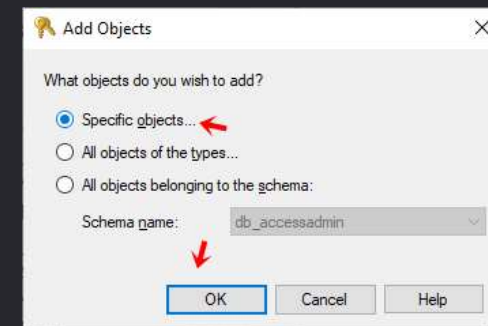 Add Objects
What objects do you wish to add?
Specific objects...
All objects of the types...
All objects belonging to the schema:
Schema name: db_accessadmin
OK Cancel Help